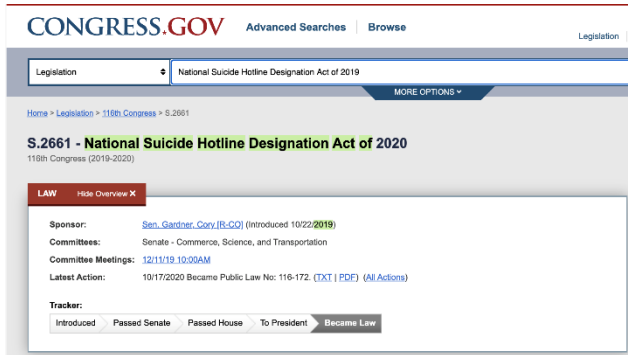 CONGRESS.GOV Advanced Searches Browse
Legislation
Legislation National Suicide Hotline Designation Act of 2019
MORE OPTIONS
Home > Legislation > 116th Congress > S.2661
S.2661 - National Suicide Hotline Designation Act of 2020
116th Congress (2019-2020)
LAW Hide Overview X
Sponsor: Sen. Gardner, Cory [R-CO] (Introduced 10/22/2019)
Committees: Senate - Commerce, Science, and Transportation
Committee Meetings: 12/11/19 10:00AM
Latest Action: 10/17/2020 Became Public Law No: 116-172. (TXT | PDF) (All Actions)
Tracker:
Introduced Passed Senate Passed House To President Became Law